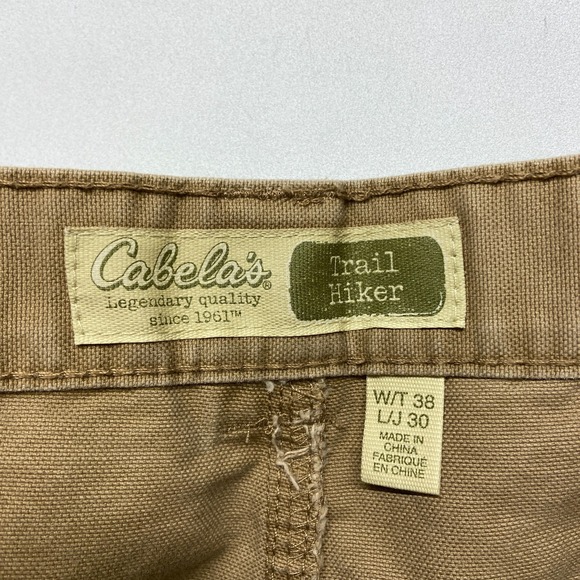 Cabela's®
Legendary quality
since 1961™
Trail
Hiker
W/T 38
L/J 30
MADE IN
CHINA
FABRIQUÉ
EN CHINE